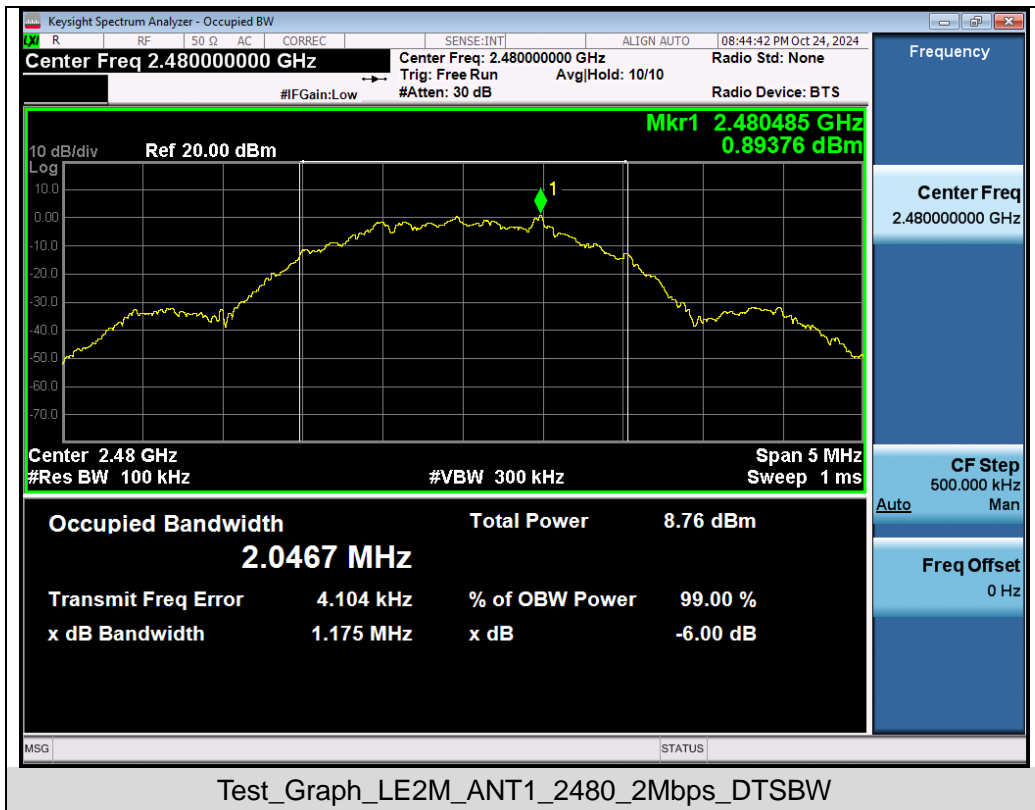 Keysight Spectrum Analyzer - Occupied BW
LXI R RF 50 Ω AC CORREC SENSE:INT ALIGN AUTO 08:44:42 PM Oct 24, 2024
Center Freq 2.480000000 GHz
Center Freq: 2.480000000 GHz
Radio Std: None
Trig: Free Run Avg|Hold: 10/10
#IFGain:Low
#Atten: 30 dB
Radio Device: BTS
Frequency
Mkr1 2.480485 GHz
0.89376 dBm
10 dB/div Ref 20.00 dBm
Log
10.0
0.00
-10.0
-20.0
-30.0
-40.0
-50.0
-60.0
-70.0
1
Center 2.48 GHz
Span 5 MHz
#Res BW 100 kHz
#VBW 300 kHz
Sweep 1 ms
Center Freq
2.480000000 GHz
CF Step
500.000 kHz
Auto Man
Freq Offset
0 Hz
Occupied Bandwidth
2.0467 MHz
Total Power 8.76 dBm
Transmit Freq Error 4.104 kHz
% of OBW Power 99.00 %
x dB Bandwidth 1.175 MHz
x dB -6.00 dB
MSG
STATUS
Test_Graph_LE2M_ANT1_2480_2Mbps_DTSBW